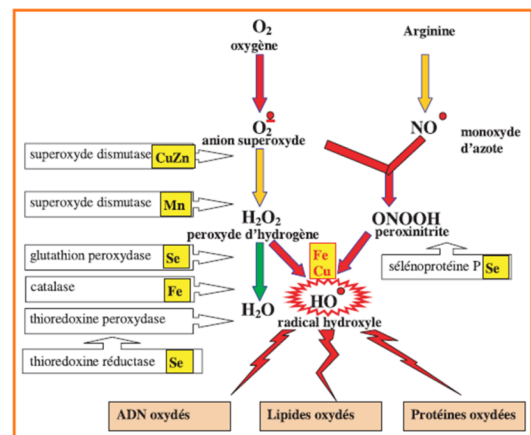 O₂
oxygène
Arginine
O₂
anion superoxyde
NO
monoxyde
d'azote
superoxyde dismutase CuZn
superoxyde dismutase Mn
H₂O₂
peroxyde d'hydrogène
ONOOH
peroxinitrite
glutathion peroxydase Se
Fe
Cu
sélénoprotéine P Se
catalase Fe
HO
thioredoxine peroxydase
H₂O
radical hydroxyle
thioredoxine réductase Se
ADN oxydés
Lipides oxydés
Protéines oxydées